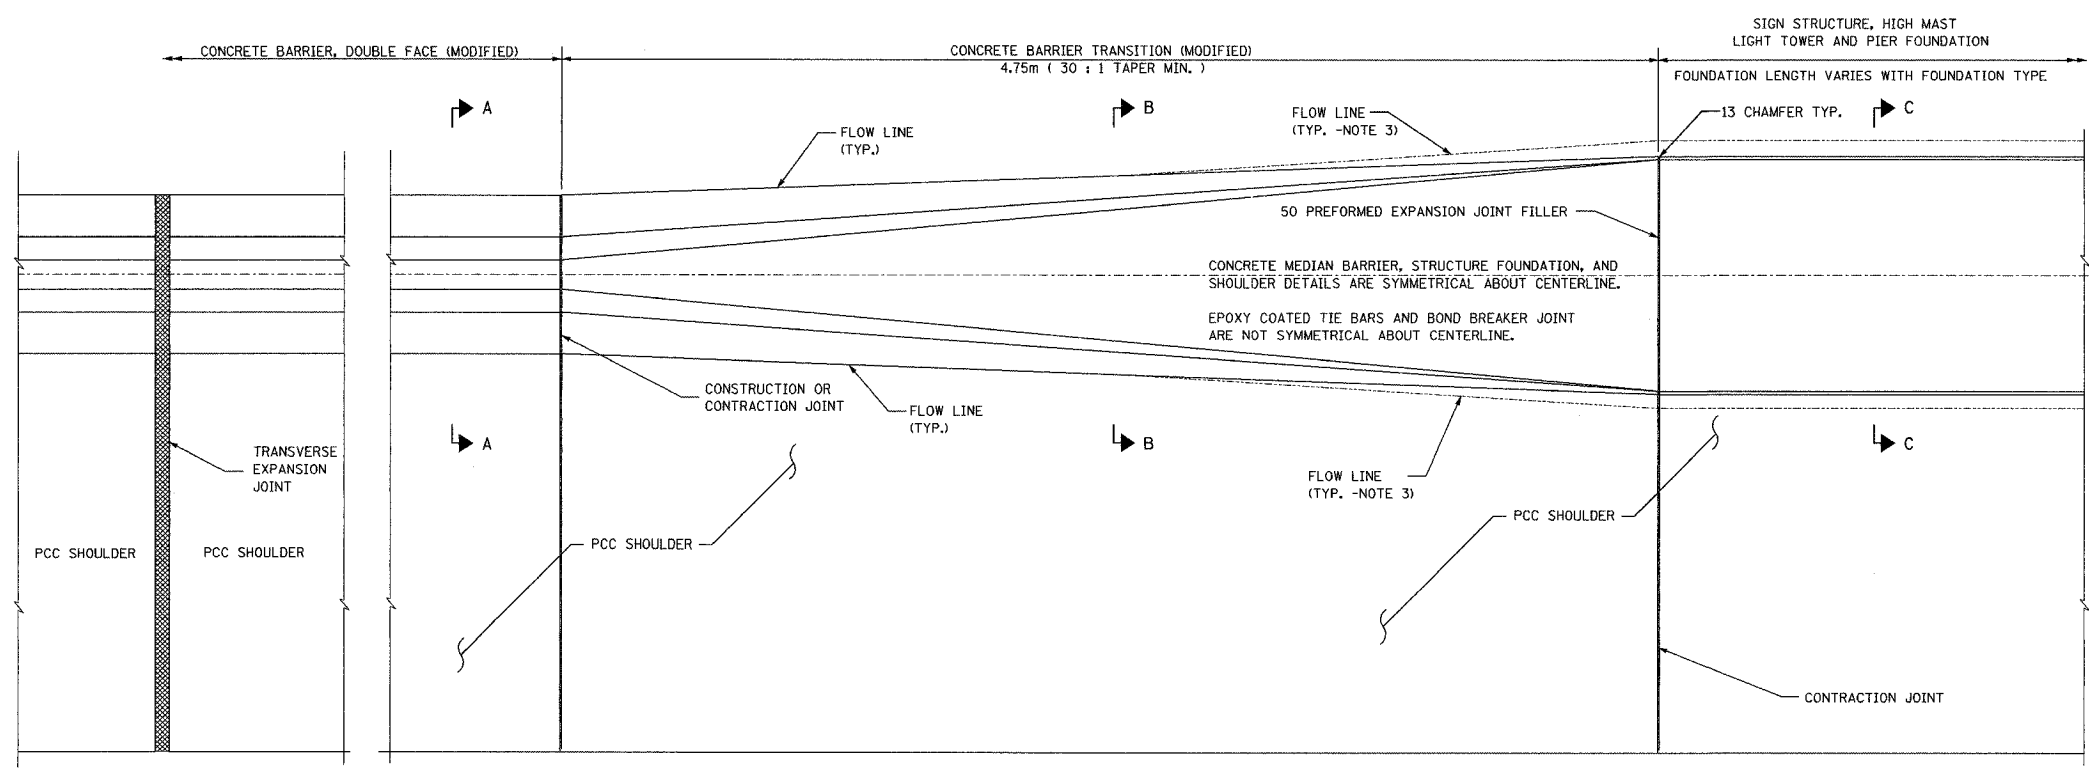 SIGN STRUCTURE, HIGH MAST
LIGHT TOWER AND PIER FOUNDATION
CONCRETE BARRIER, DOUBLE FACE (MODIFIED)
CONCRETE BARRIER TRANSITION (MODIFIED)
4.75m ( 30 : 1 TAPER MIN. )
FOUNDATION LENGTH VARIES WITH FOUNDATION TYPE
A
B
C
FLOW LINE
(TYP.)
FLOW LINE
(TYP. -NOTE 3)
13 CHAMFER TYP.
50 PREFORMED EXPANSION JOINT FILLER
CONCRETE MEDIAN BARRIER, STRUCTURE FOUNDATION, AND
SHOULDER DETAILS ARE SYMMETRICAL ABOUT CENTERLINE.
EPOXY COATED TIE BARS AND BOND BREAKER JOINT
ARE NOT SYMMETRICAL ABOUT CENTERLINE.
CONSTRUCTION OR
CONTRACTION JOINT
FLOW LINE
(TYP.)
A
B
C
TRANSVERSE
EXPANSION
JOINT
FLOW LINE
(TYP. -NOTE 3)
PCC SHOULDER
PCC SHOULDER
PCC SHOULDER
PCC SHOULDER
CONTRACTION JOINT